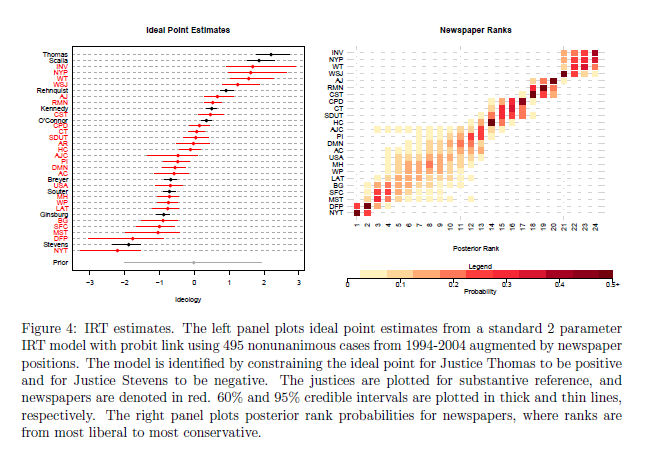 Ideal Point Estimates
Thomas
Scalia
INV
NYP
WT
WSJ
Rehnquist
AJ
RMN
Kennedy
CST
O'Connor
CPD
CT
SDUT
AR
HC
AJC
PI
DMN
AC
Breyer
USA
Souter
MH
WP
LAT
Ginsburg
BG
SFC
MST
DFP
Stevens
NYT
Prior
−3 −2 −1 0 1 2 3
Ideology
Newspaper Ranks
INV
NYP
WT
WSJ
AJ
RMN
CST
CPD
CT
SDUT
HC
AJC
PI
DMN
AC
USA
MH
WP
LAT
BG
SFC
MST
DFP
NYT
1 2 3 4 5 6 7 8 9 10 11 12 13 14 15 16 17 18 19 20 21 22 23 24
Posterior Rank
Legend
0 0.1 0.2 0.3 0.4 0.5+
Probability
Figure 4: IRT estimates. The left panel plots ideal point estimates from a standard 2 parameter
IRT model with probit link using 495 nonunanimous cases from 1994-2004 augmented by newspaper
positions. The model is identified by constraining the ideal point for Justice Thomas to be positive
and for Justice Stevens to be negative. The justices are plotted for substantive reference, and
newspapers are denoted in red. 60% and 95% credible intervals are plotted in thick and thin lines,
respectively. The right panel plots posterior rank probabilities for newspapers, where ranks are
from most liberal to most conservative.